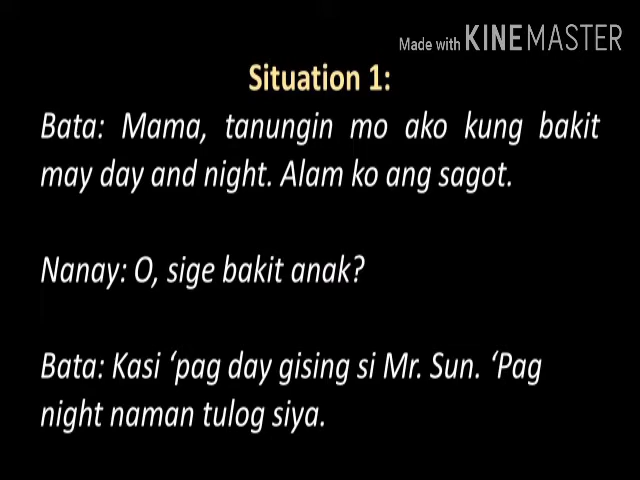 Made with KINEMASTER
Situation 1:
Bata: Mama, tanungin mo ako kung bakit
may day and night. Alam ko ang sagot.
Nanay: O, sige bakit anak?
Bata: Kasi ‘pag day gising si Mr. Sun. ‘Pag
night naman tulog siya.